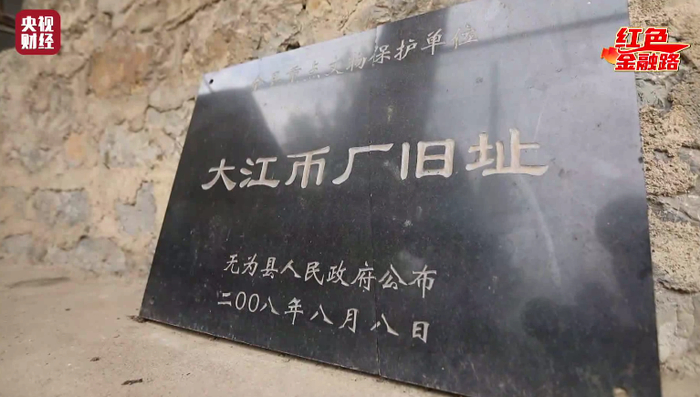 央视
财经
红色
金融路
重点文物保护单位
大江币厂旧址
无为县人民政府公布
二00八年八月八日